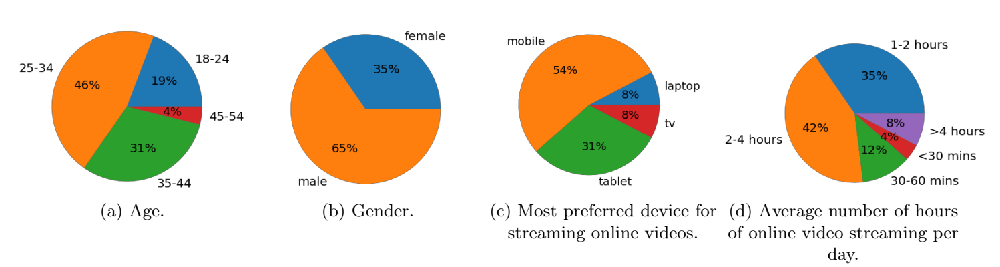 25-34
46%
18-24
19%
4%
45-54
31%
35-44
(a) Age.
female
35%
65%
male
(b) Gender.
mobile
54%
laptop
8%
8%
tv
31%
tablet
(c) Most preferred device for
streaming online videos.
1-2 hours
35%
42%
2-4 hours
8%
>4 hours
4%
<30 mins
12%
30-60 mins
(d) Average number of hours
of online video streaming per
day.